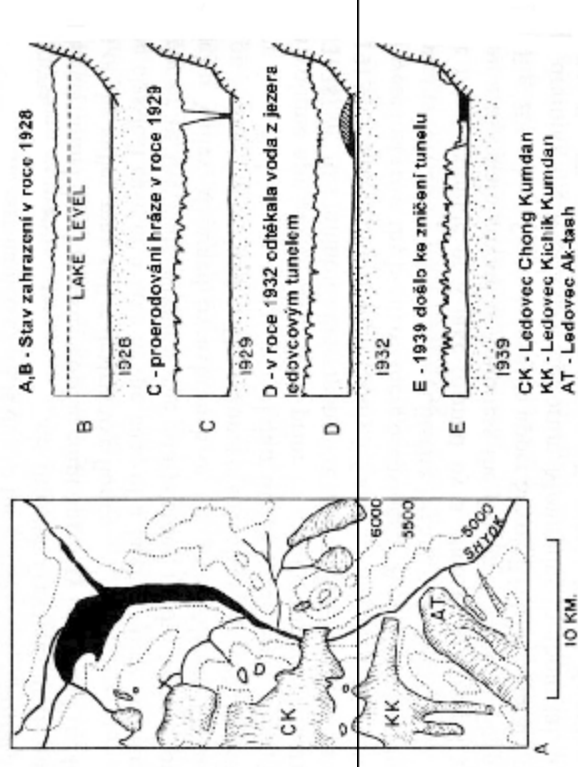 A,B - Stav zahrazení v roce 1928
LAKE LEVEL
1928
B
C - proerodování hráze v roce 1929
1929
C
D - v roce 1932 odtékala voda z jezera
ledovcovým tunelem
1932
D
E - 1939 došlo ke zničení tunelu
1939
E
CK - Ledovec Chong Kumdan
KK - Ledovec Kichik Kumdan
AT - Ledovec Ak-tash
6000
5500
5000
SHYOK
CK
KK
AT
10 KM.
A